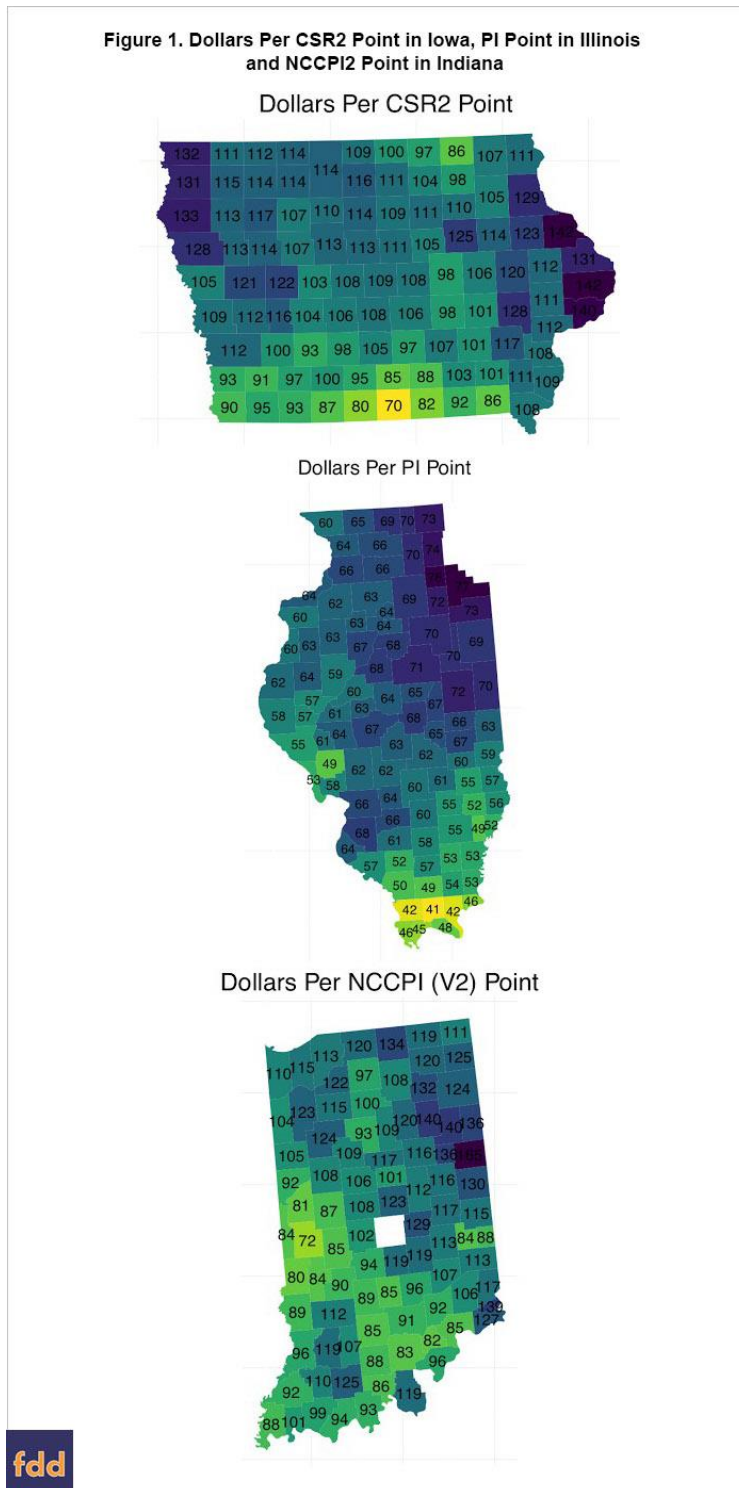 Figure 1. Dollars Per CSR2 Point in Iowa, PI Point in Illinois
and NCCPI2 Point in Indiana
Dollars Per CSR2 Point
132 111 112 114 109 100 97 86 107 111
114
131 115 114 114 116 111 104 98
105 129
133 113 117 107 110 114 109 111 110
125 114 123 142
128 113 114 107 113 113 111 105
131
105 121 122 103 108 109 108 98 106 120 112
142
109 112 116 104 106 108 106 98 101 128 111
140
112
112 100 93 98 105 97 107 101 117
108
93 91 97 100 95 85 88 103 101 111 109
90 95 93 87 80 70 82 92 86
108
Dollars Per PI Point
60 65 69 70 73
64 66 70 74
66 66
64 62 63 69 72 73
60 64
60 63 63 63 64 70 69
67 68 70
62 64 59 68 71
60 64 65 72 70
57 63 67
58 57 61 68 66 63
64 67 65
55 61 63 67
49 62 60 59
53 58 62 62 60 61 55 57
66 64 55 52 56
68 66 60 55 49 52
64 61 58
57 52 57 53 53
50 49 54 53
42 41 42 46
46 45 48
Dollars Per NCCPI (V2) Point
120 134 119 111
110 115 113 120 125
122 97 108 132 124
123 115 100
104 124 93 109 120 140 140 136
105 109 117 116 136
92 108 106 101 112 116 130
81 87 108 123 117 115
84 72 85 102 129 113 84 88
94 119 119 113
80 84 90 107
89 85 96 106 117
89 112 92
91 127
96 119 107 85 82 85
88 83 96
92 110 125 86
119
88 101 99 94 93
fdd